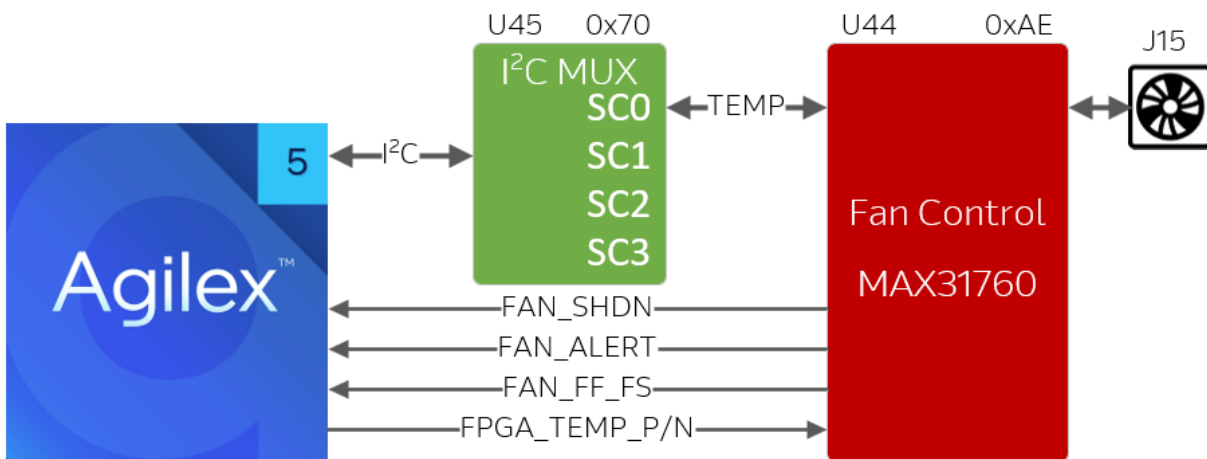 U45 0x70
U44 0xAE
J15
I²C MUX
SC0
SC1
SC2
SC3
TEMP
I²C
5
Agilex™
Fan Control
MAX31760
FAN_SHDN
FAN_ALERT
FAN_FF_FS
FPGA_TEMP_P/N